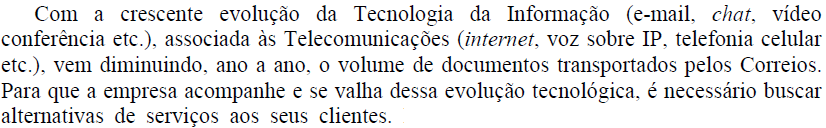 Com a crescente evolução da Tecnologia da Informação (e-mail, chat, vídeo
conferência etc.), associada às Telecomunicações (internet, voz sobre IP, telefonia celular
etc.), vem diminuindo, ano a ano, o volume de documentos transportados pelos Correios.
Para que a empresa acompanhe e se valha dessa evolução tecnológica, é necessário buscar
alternativas de serviços aos seus clientes.